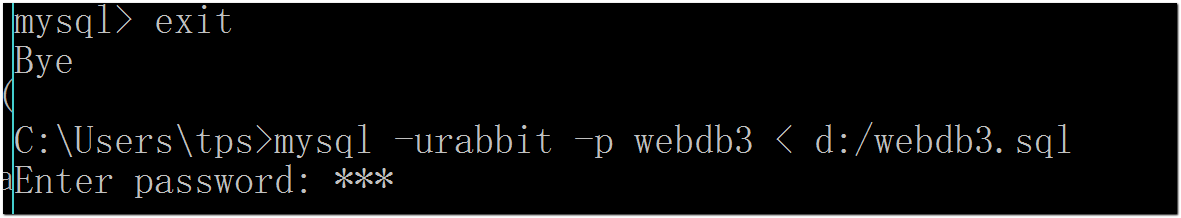 mysql> exit
Bye
C:\Users\tps>mysql -urabbit -p webdb3 < d:/webdb3.sql
Enter password: ***